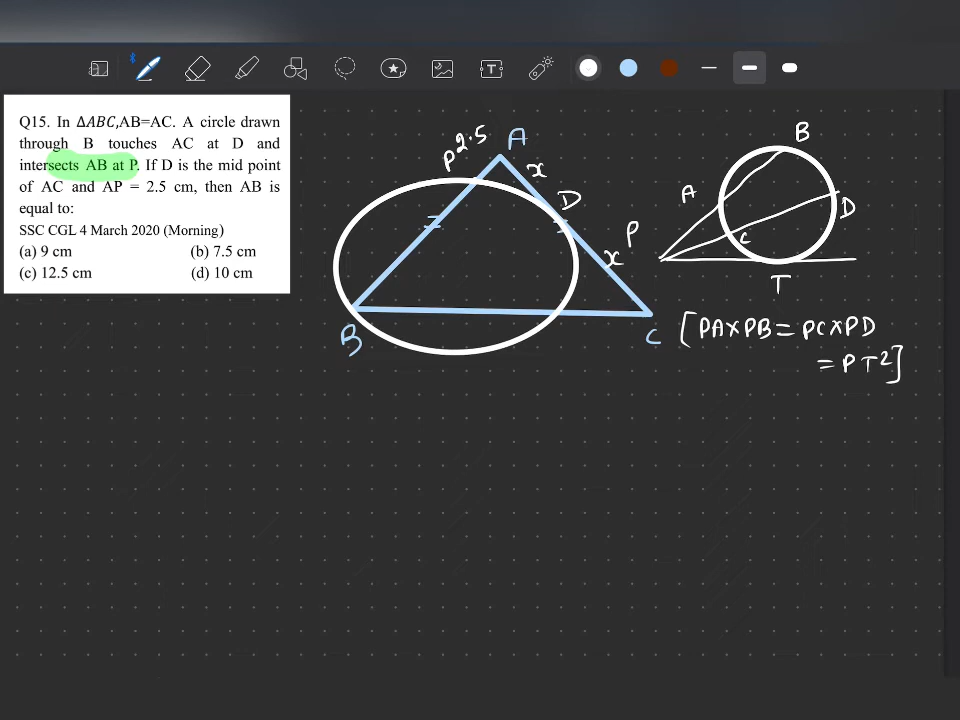 Q15. In ΔABC,AB=AC. A circle drawn
through B touches AC at D and
intersects AB at P. If D is the mid point
of AC and AP = 2.5 cm, then AB is
equal to:
SSC CGL 4 March 2020 (Morning)
(a) 9 cm (b) 7.5 cm
(c) 12.5 cm (d) 10 cm
P 2.5 A
x
D
x
B
C
B
A
D
P
C
T
[PA×PB = PC×PD
= PT²]
T